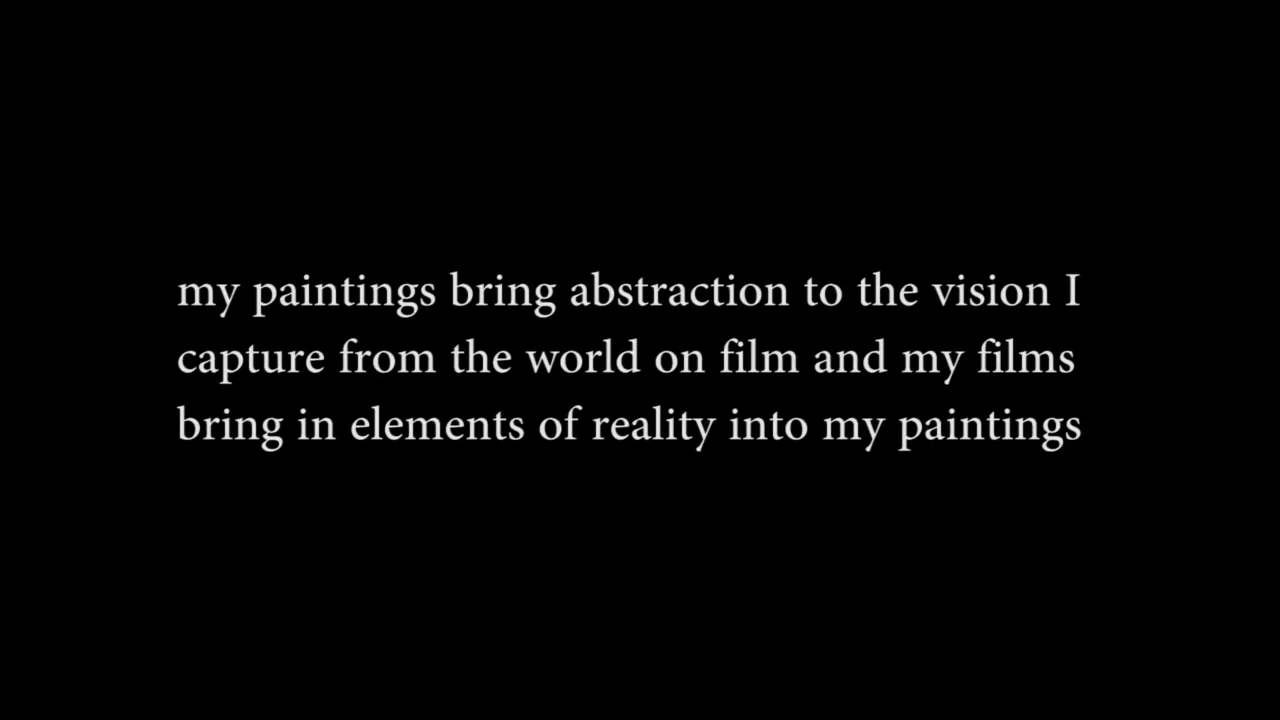 my paintings bring abstraction to the vision I
capture from the world on film and my films
bring in elements of reality into my paintings